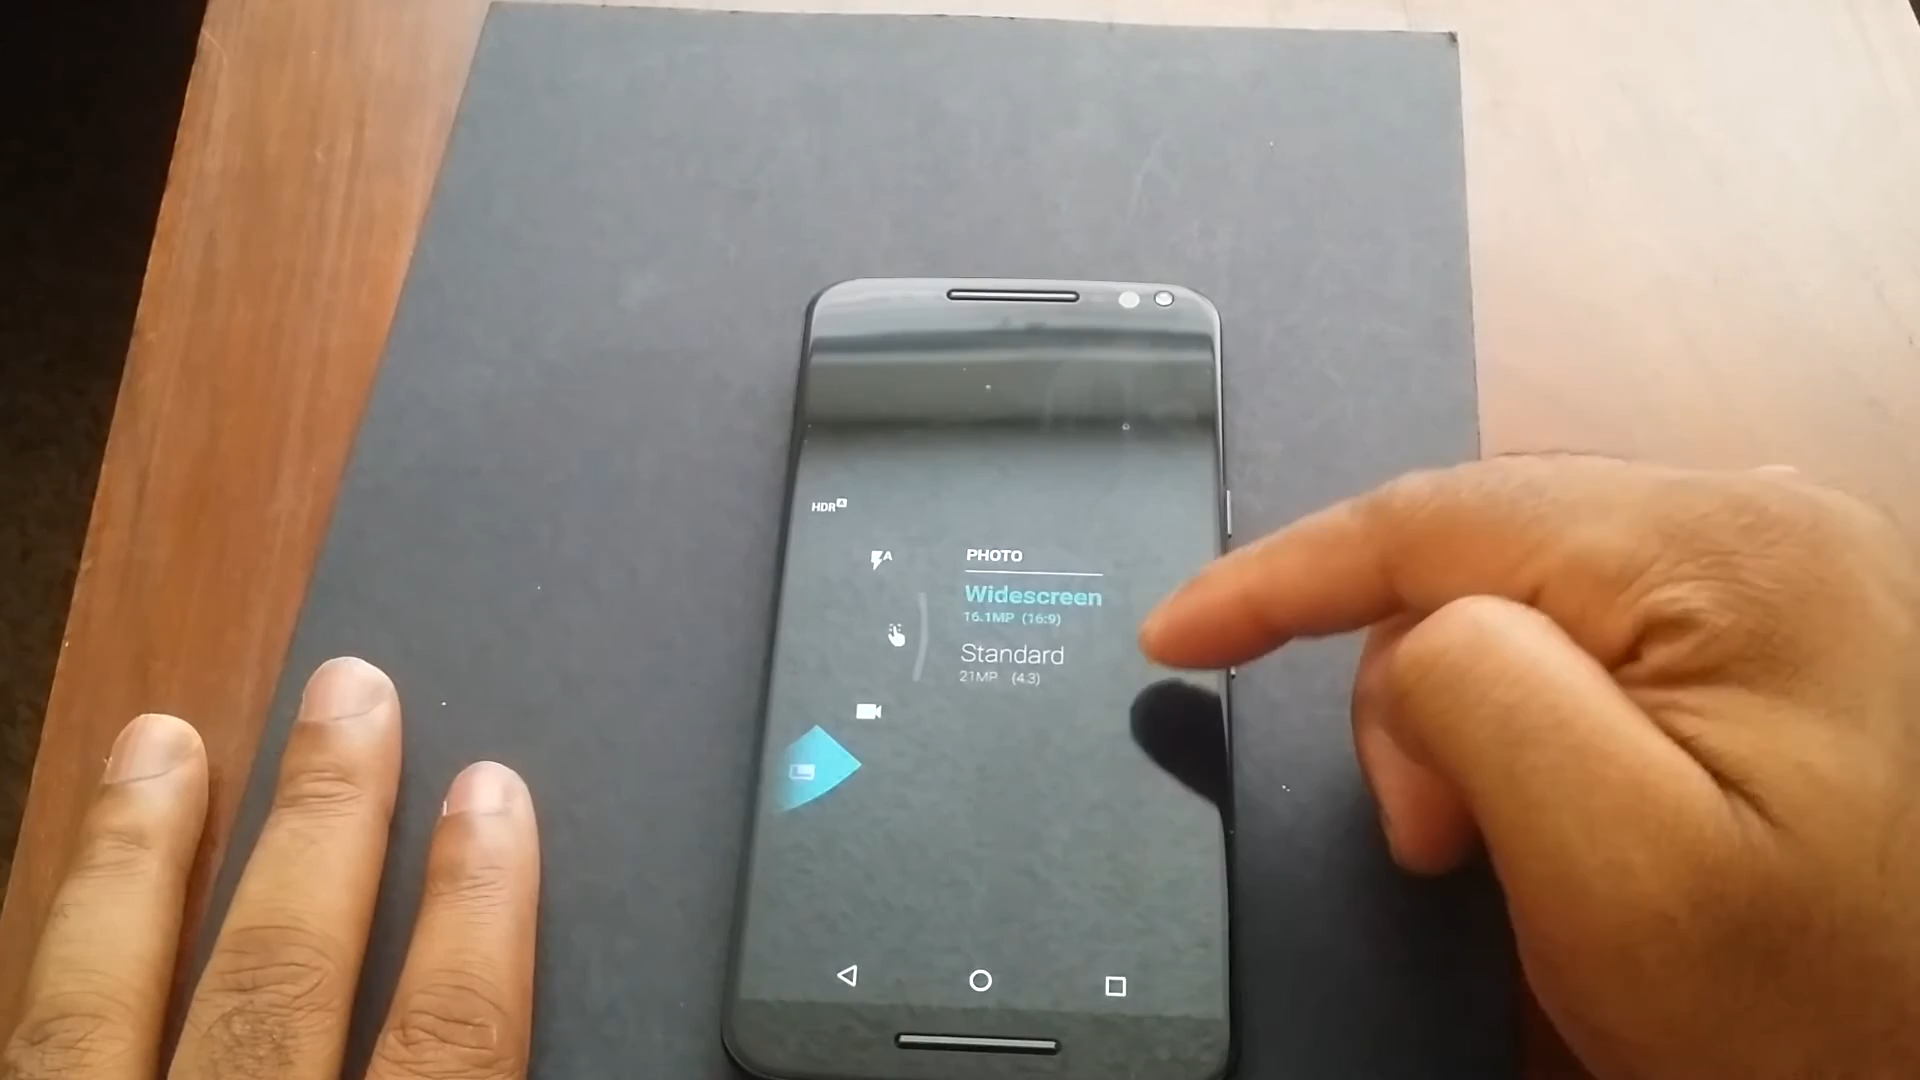 HDR A
A
PHOTO
Widescreen
16.1MP (16:9)
Standard
21MP (4:3)